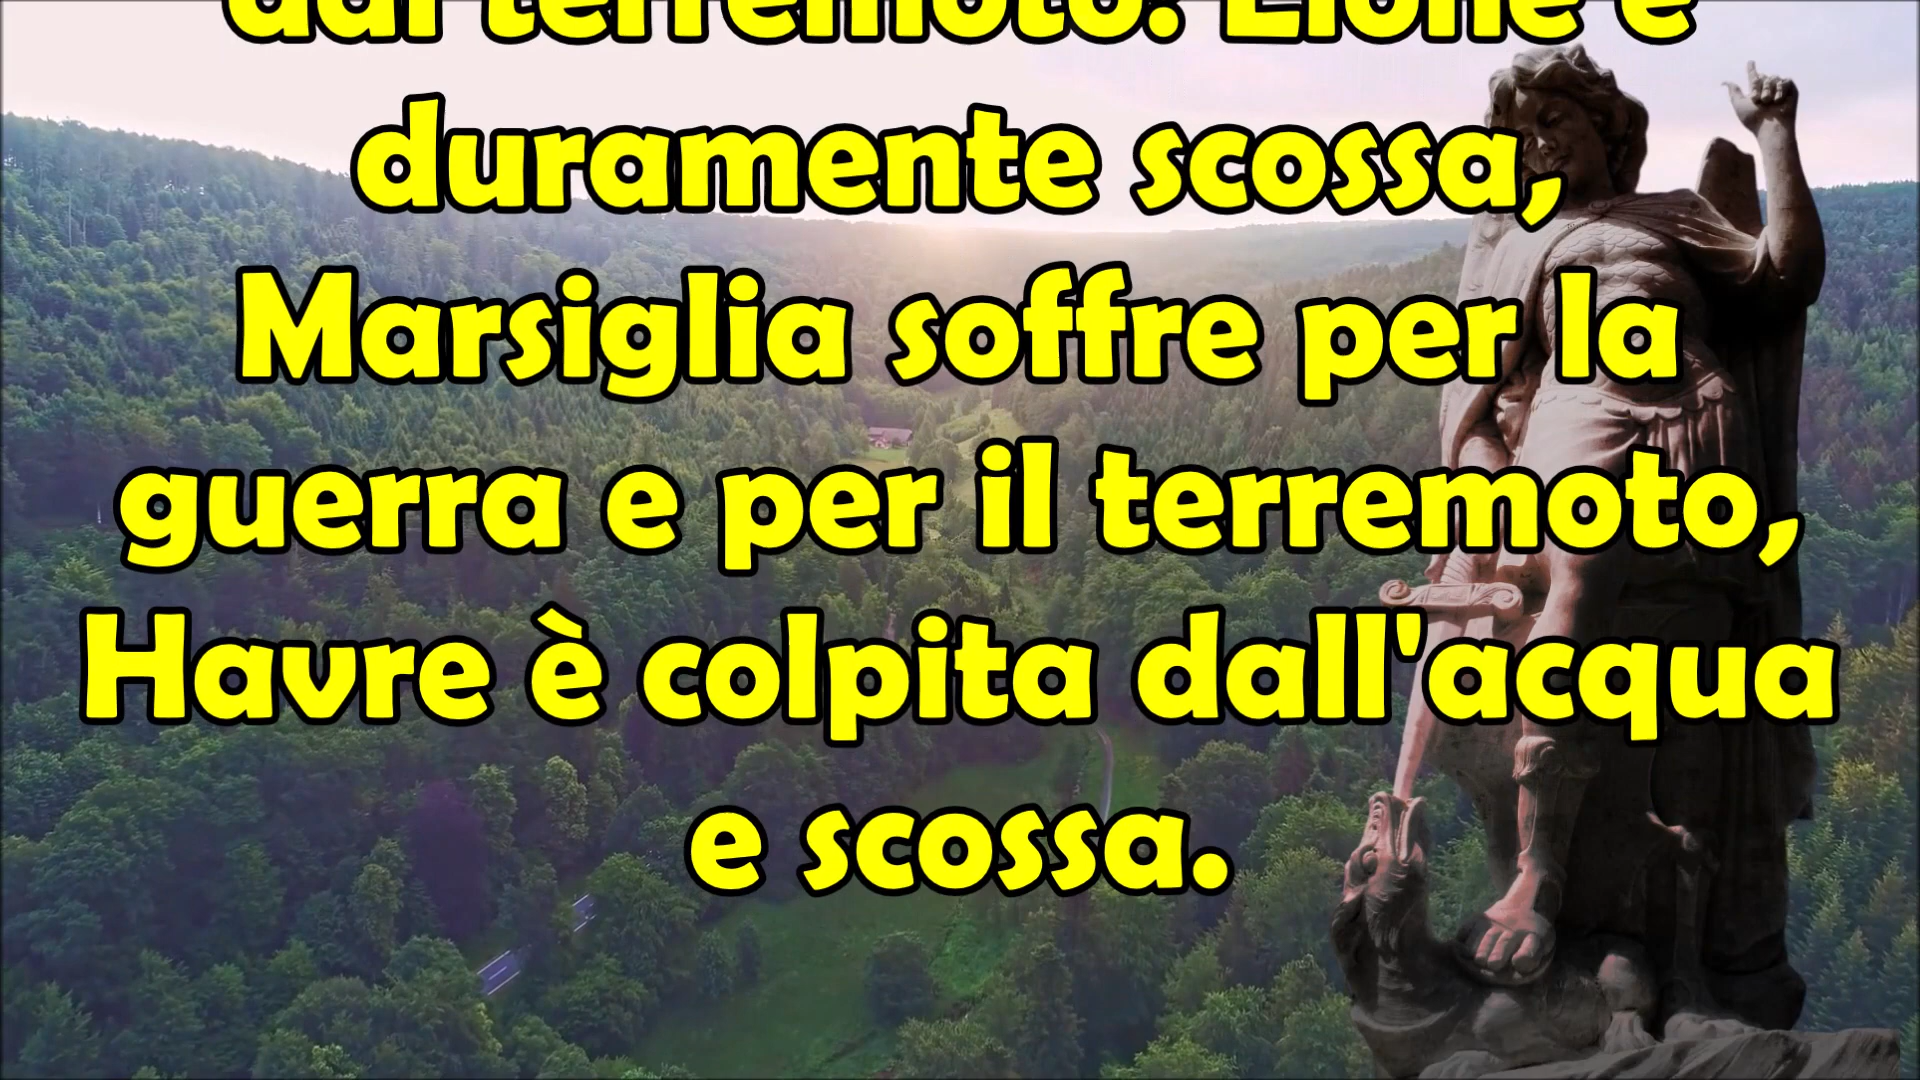 dal terremoto. Lione è
duramente scossa,
Marsiglia soffre per la
guerra e per il terremoto,
Havre è colpita dall'acqua
e scossa.